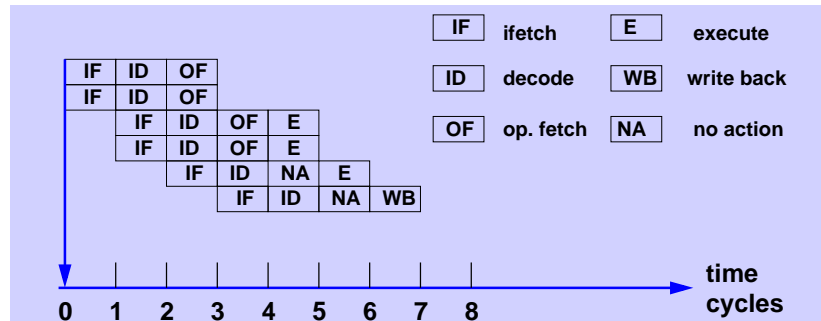 IF ifetch E execute
IF ID OF
ID decode WB write back
IF ID OF
IF ID OF E
OF op. fetch NA no action
IF ID OF E
IF ID NA E
IF ID NA WB
time
cycles
0 1 2 3 4 5 6 7 8